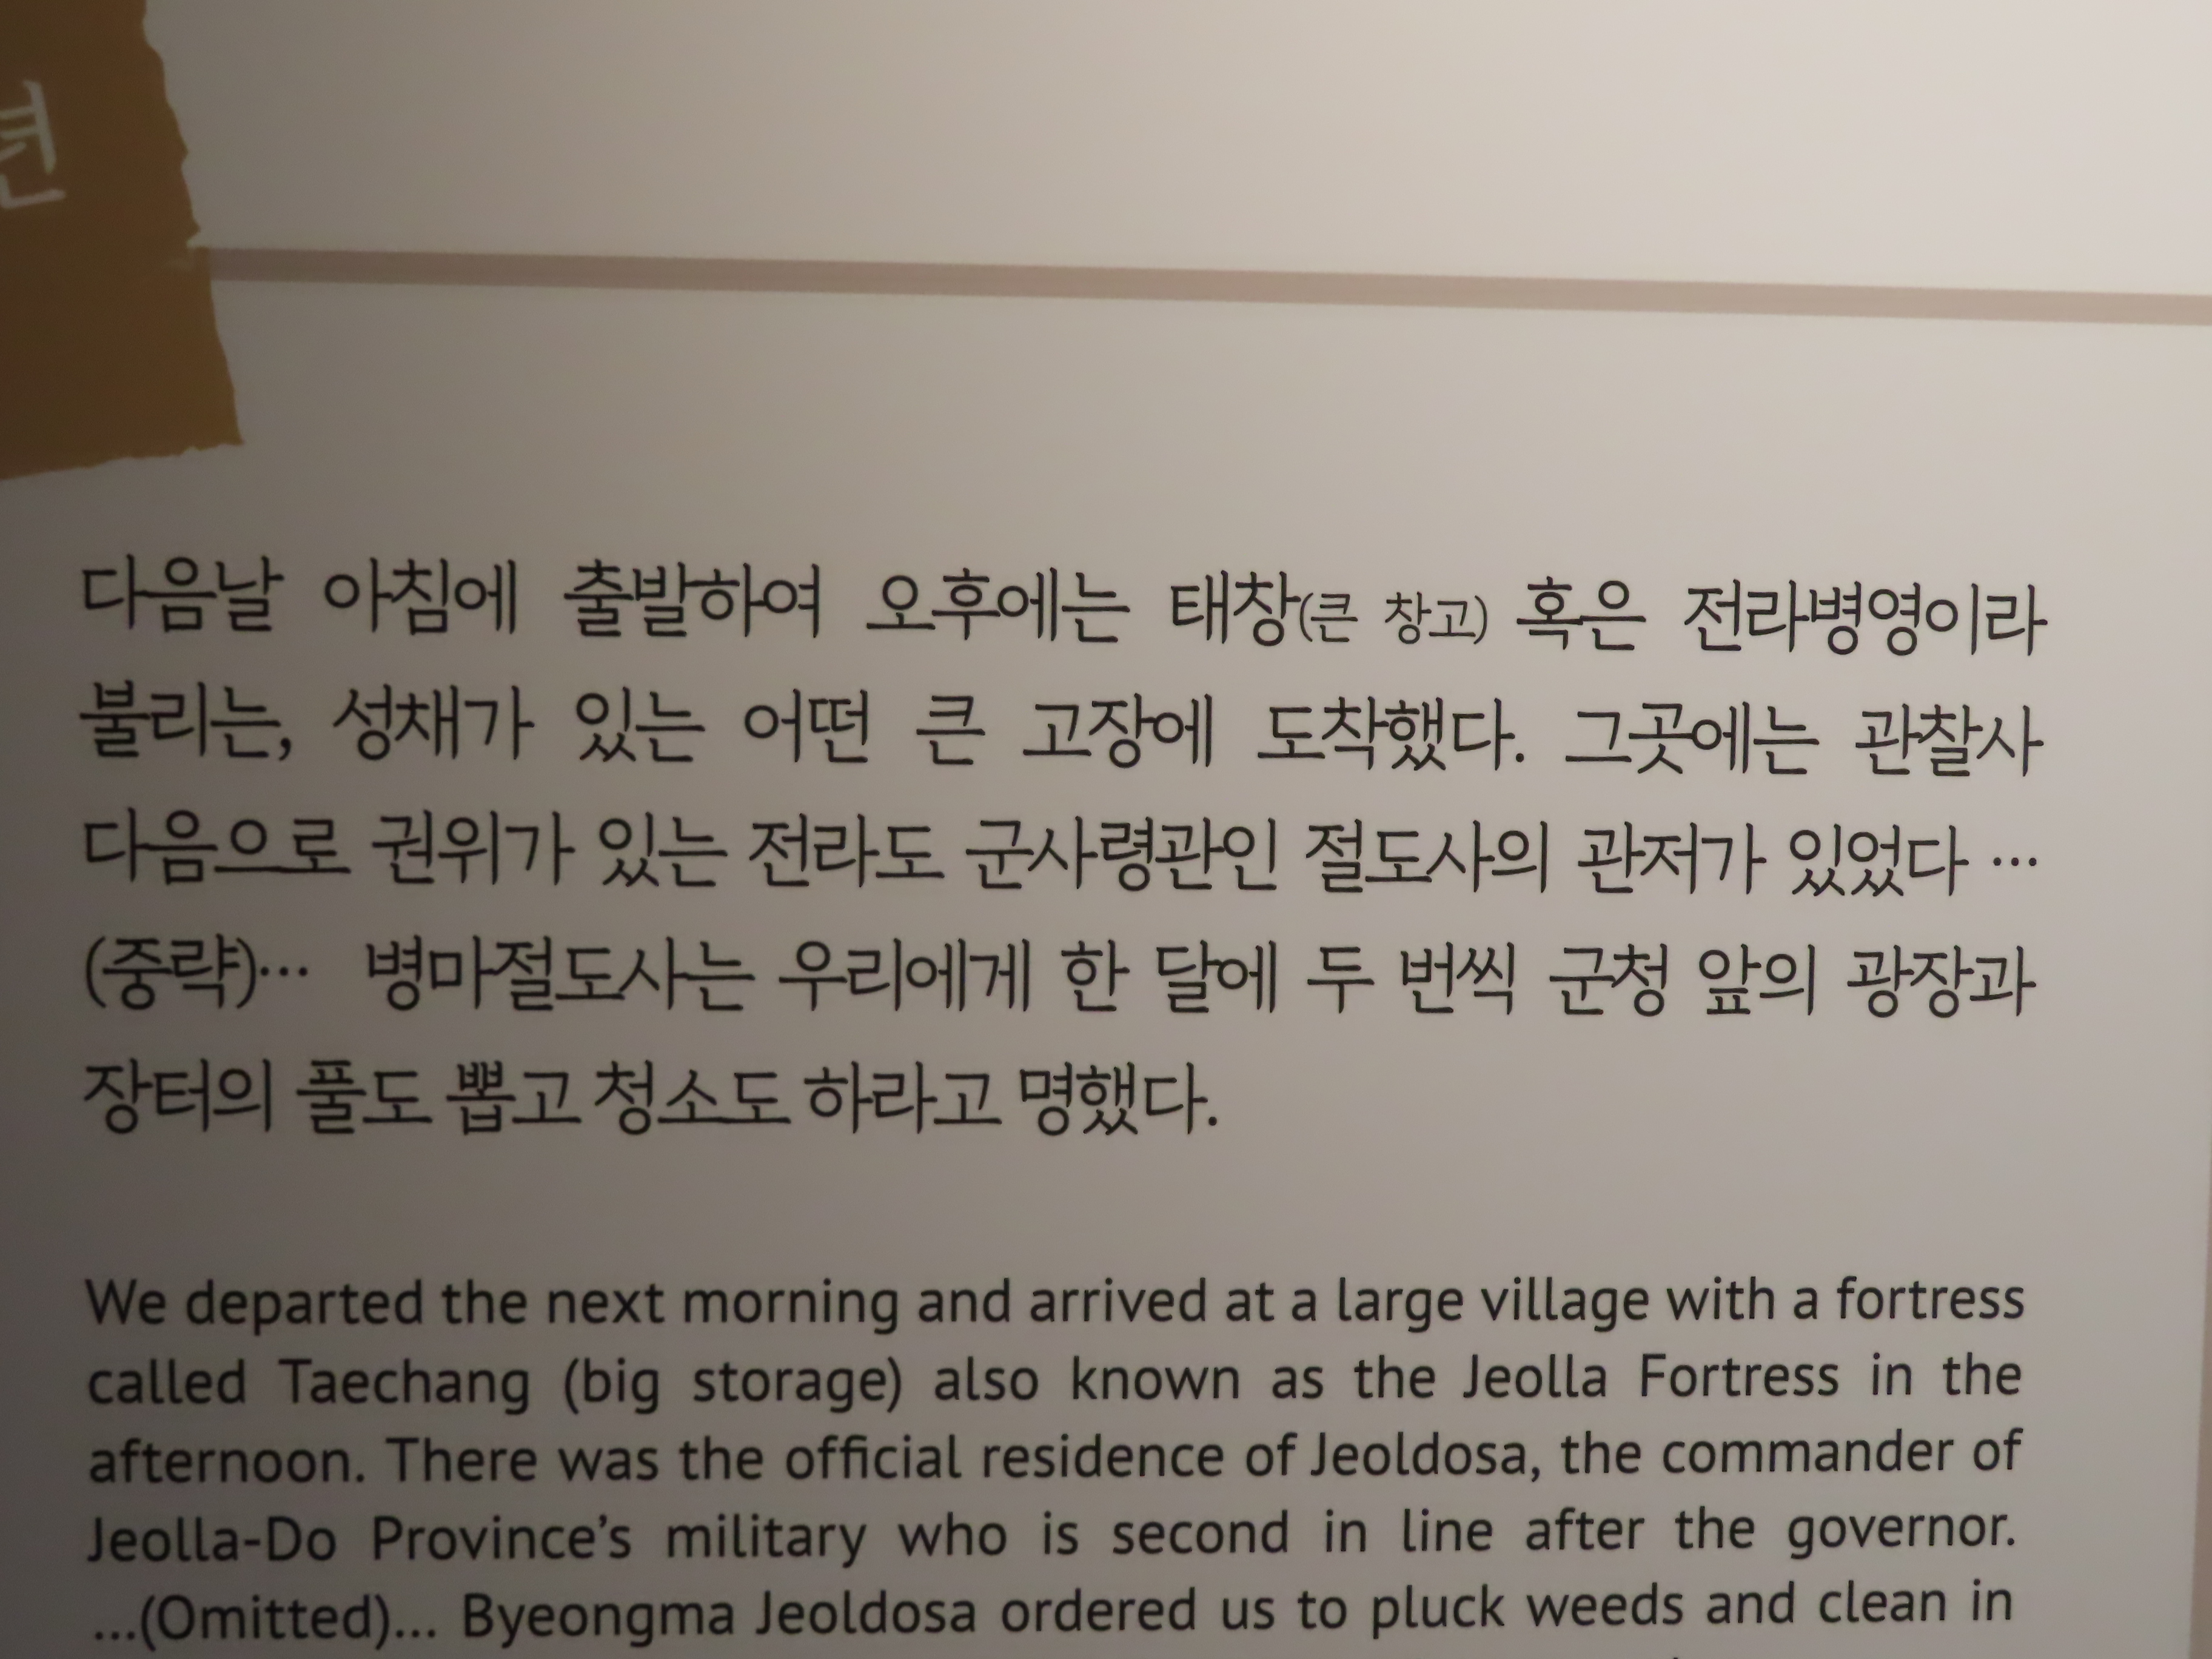 년
다음날 아침에 출발하여 오후에는 태창(큰 창고) 혹은 전라병영이라
불리는, 성채가 있는 어떤 큰 고장에 도착했다. 그곳에는 관찰사
다음으로 권위가 있는 전라도 군사령관인 절도사의 관저가 있었다 ···
(중략)··· 병마절도사는 우리에게 한 달에 두 번씩 군청 앞의 광장과
장터의 풀도 뽑고 청소도 하라고 명했다.
We departed the next morning and arrived at a large village with a fortress
called Taechang (big storage) also known as the Jeolla Fortress in the
afternoon. There was the official residence of Jeoldosa, the commander of
Jeolla-Do Province's military who is second in line after the governor.
...(Omitted)... Byeongma Jeoldosa ordered us to pluck weeds and clean in